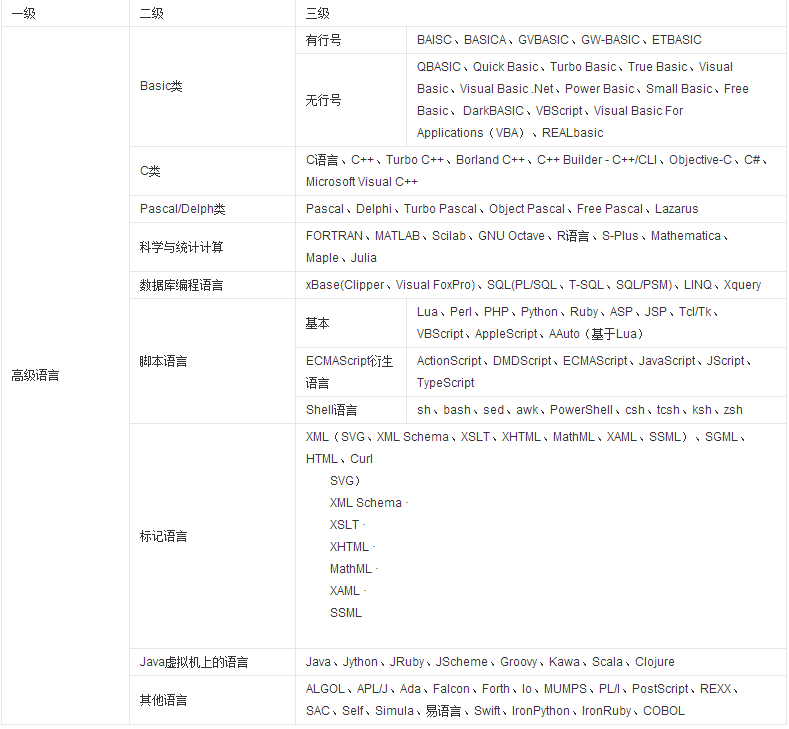 一级 二级 三级
有行号 BAISC、BASICA、GVBASIC、GW-BASIC、ETBASIC
QBASIC、Quick Basic、Turbo Basic、True Basic、Visual
Basic类 Basic、Visual Basic .Net、Power Basic、Small Basic、Free
无行号 Basic、 DarkBASIC、VBScript、Visual Basic For
Applications（VBA）、REALbasic
C类 C语言、C++、Turbo C++、Borland C++、C++ Builder - C++/CLI、Objective-C、C#、
Microsoft Visual C++
Pascal/Delph类 Pascal、Delphi、Turbo Pascal、Object Pascal、Free Pascal、Lazarus
科学与统计计算 FORTRAN、MATLAB、Scilab、GNU Octave、R语言、S-Plus、Mathematica、
Maple、Julia
数据库编程语言 xBase(Clipper、Visual FoxPro)、SQL(PL/SQL、T-SQL、SQL/PSM)、LINQ、Xquery
高级语言 脚本语言 基本 Lua、Perl、PHP、Python、Ruby、ASP、JSP、Tcl/Tk、
VBScript、AppleScript、AAuto（基于Lua）
ECMAScript衍生 ActionScript、DMDScript、ECMAScript、JavaScript、JScript、
语言 TypeScript
Shell语言 sh、bash、sed、awk、PowerShell、csh、tcsh、ksh、zsh
标记语言 XML（SVG、XML Schema、XSLT、XHTML、MathML、XAML、SSML）、SGML、
HTML、Curl
SVG）
XML Schema ·
XSLT ·
XHTML ·
MathML ·
XAML ·
SSML
Java虚拟机上的语言 Java、Jython、JRuby、JScheme、Groovy、Kawa、Scala、Clojure
其他语言 ALGOL、APL/J、Ada、Falcon、Forth、Io、MUMPS、PL/I、PostScript、REXX、
SAC、Self、Simula、易语言、Swift、IronPython、IronRuby、COBOL